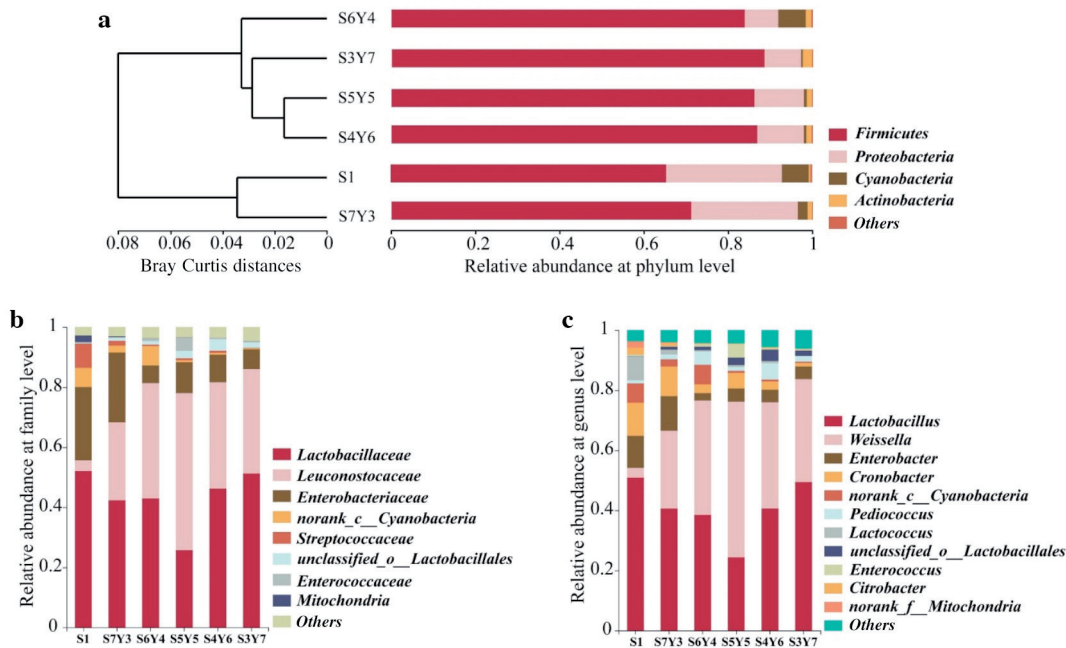 a
S6Y4
S3Y7
S5Y5
S4Y6
S1
S7Y3
Firmicutes
Proteobacteria
Cyanobacteria
Actinobacteria
Others
0.08 0.06 0.04 0.02 0
Bray Curtis distances
0 0.2 0.4 0.6 0.8 1
Relative abundance at phylum level
b
Relative abundance at family level
1
0.8
0.6
0.4
0.2
0
S1 S7Y3 S6Y4 S5Y5 S4Y6 S3Y7
Lactobacillaceae
Leuconostocaceae
Enterobacteriaceae
norank_c__Cyanobacteria
Streptococcaceae
unclassified_o__Lactobacillales
Enterococcaceae
Mitochondria
Others
c
Relative abundance at genus level
1
0.8
0.6
0.4
0.2
0
S1 S7Y3 S6Y4 S5Y5 S4Y6 S3Y7
Lactobacillus
Weissella
Enterobacter
Cronobacter
norank_c__Cyanobacteria
Pediococcus
Lactococcus
unclassified_o__Lactobacillales
Enterococcus
Citrobacter
norank_f__Mitochondria
Others